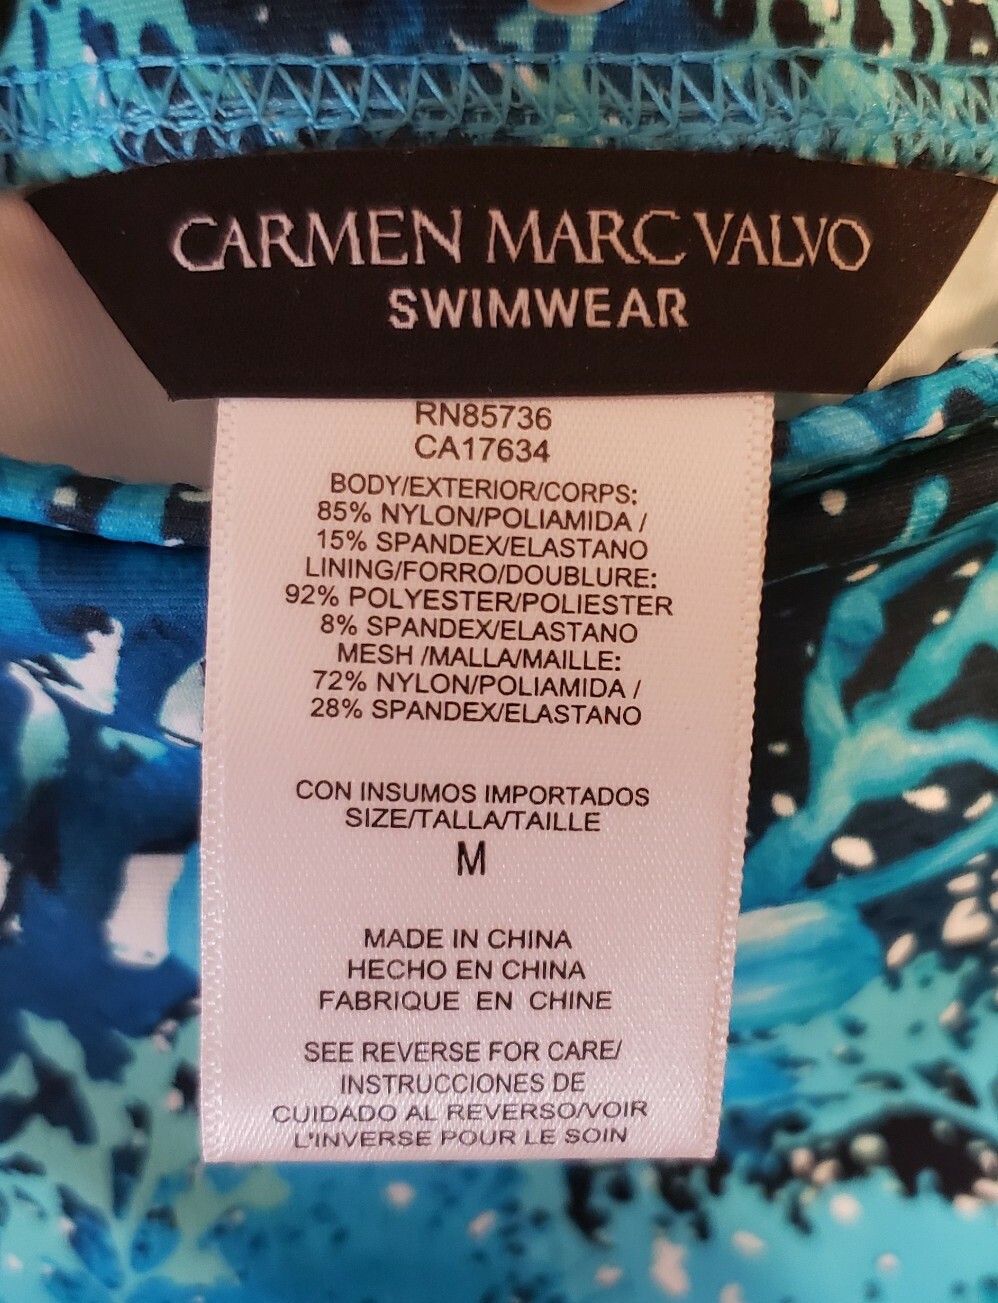 CARMEN MARC VALVO
SWIMWEAR
RN85736
CA17634
BODY/EXTERIOR/CORPS:
85% NYLON/POLIAMIDA /
15% SPANDEX/ELASTANO
LINING/FORRO/DOUBLURE:
92% POLYESTER/POLIESTER
8% SPANDEX/ELASTANO
MESH /MALLA/MAILLE:
72% NYLON/POLIAMIDA /
28% SPANDEX/ELASTANO
CON INSUMOS IMPORTADOS
SIZE/TALLA/TAILLE
M
MADE IN CHINA
HECHO EN CHINA
FABRIQUE EN CHINE
SEE REVERSE FOR CARE/
INSTRUCCIONES DE
CUIDADO AL REVERSO/VOIR
L'INVERSE POUR LE SOIN